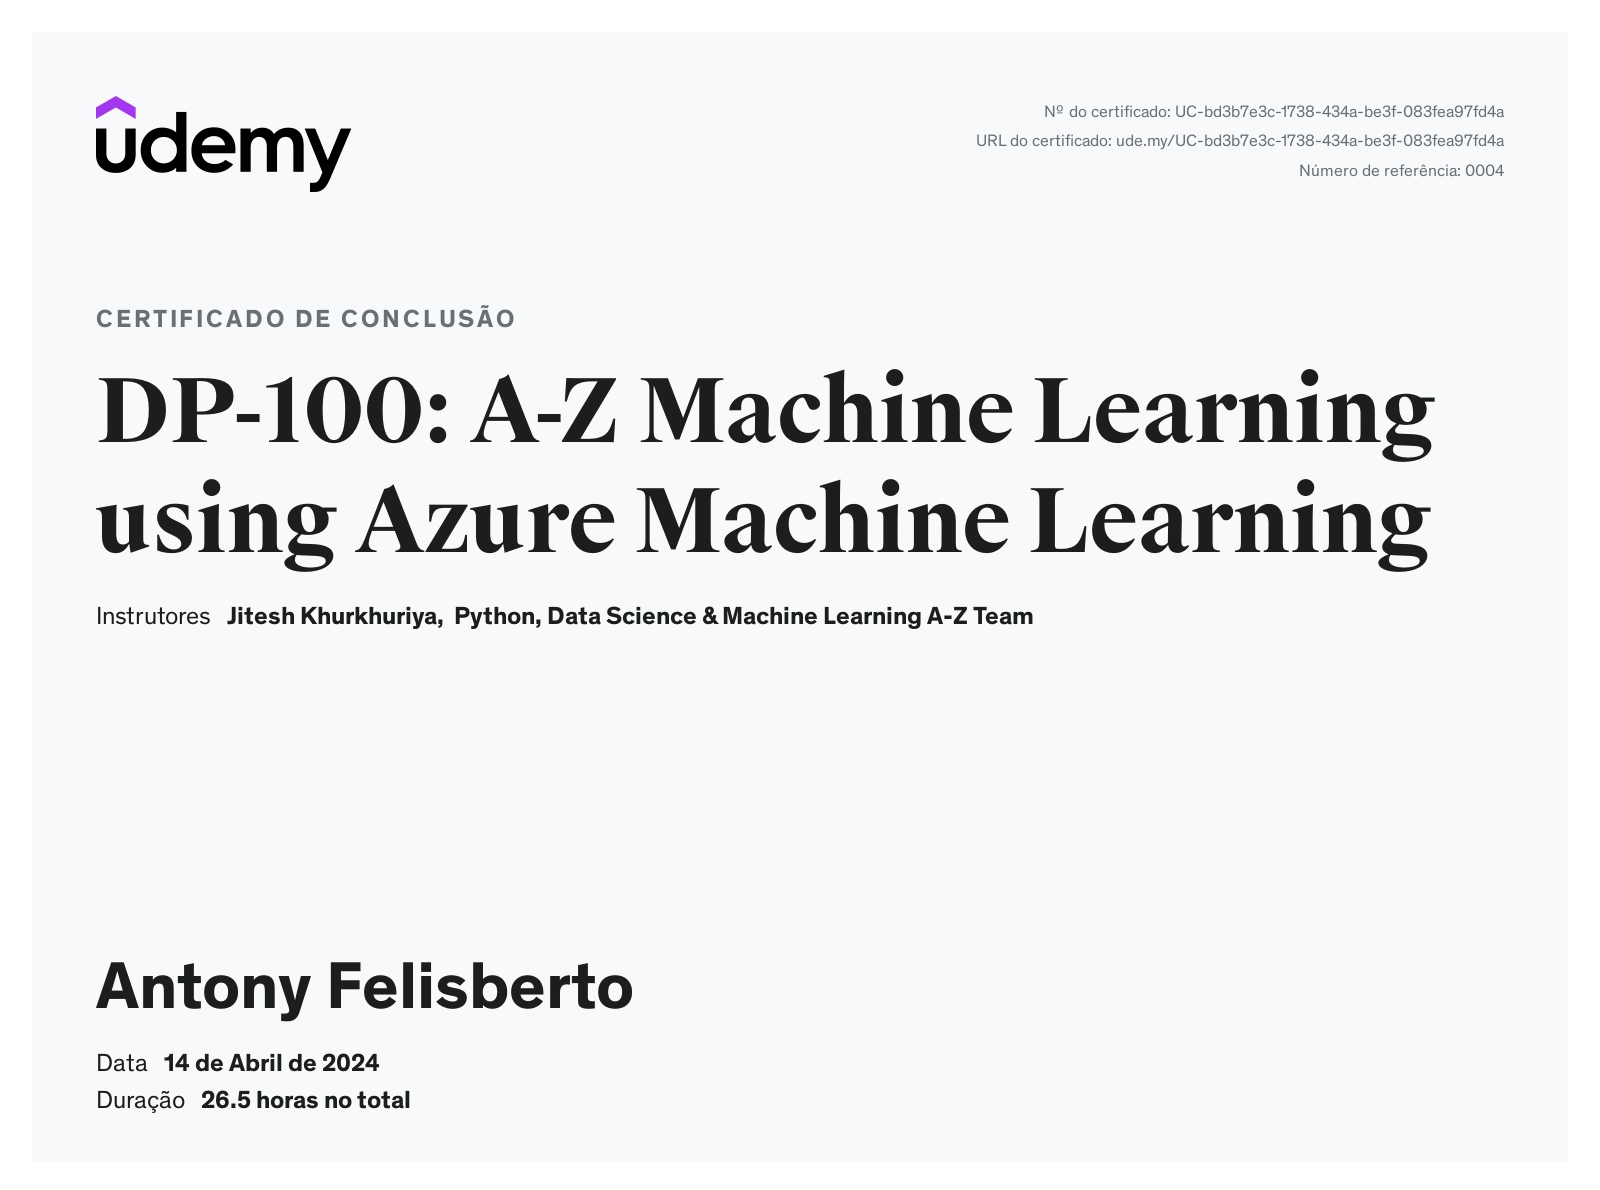 udemy
Nº do certificado: UC-bd3b7e3c-1738-434a-be3f-083fea97fd4a
URL do certificado: ude.my/UC-bd3b7e3c-1738-434a-be3f-083fea97fd4a
Número de referência: 0004
CERTIFICADO DE CONCLUSÃO
DP-100: A-Z Machine Learning
using Azure Machine Learning
Instrutores Jitesh Khurkhuriya, Python, Data Science & Machine Learning A-Z Team
Antony Felisberto
Data 14 de Abril de 2024
Duração 26.5 horas no total